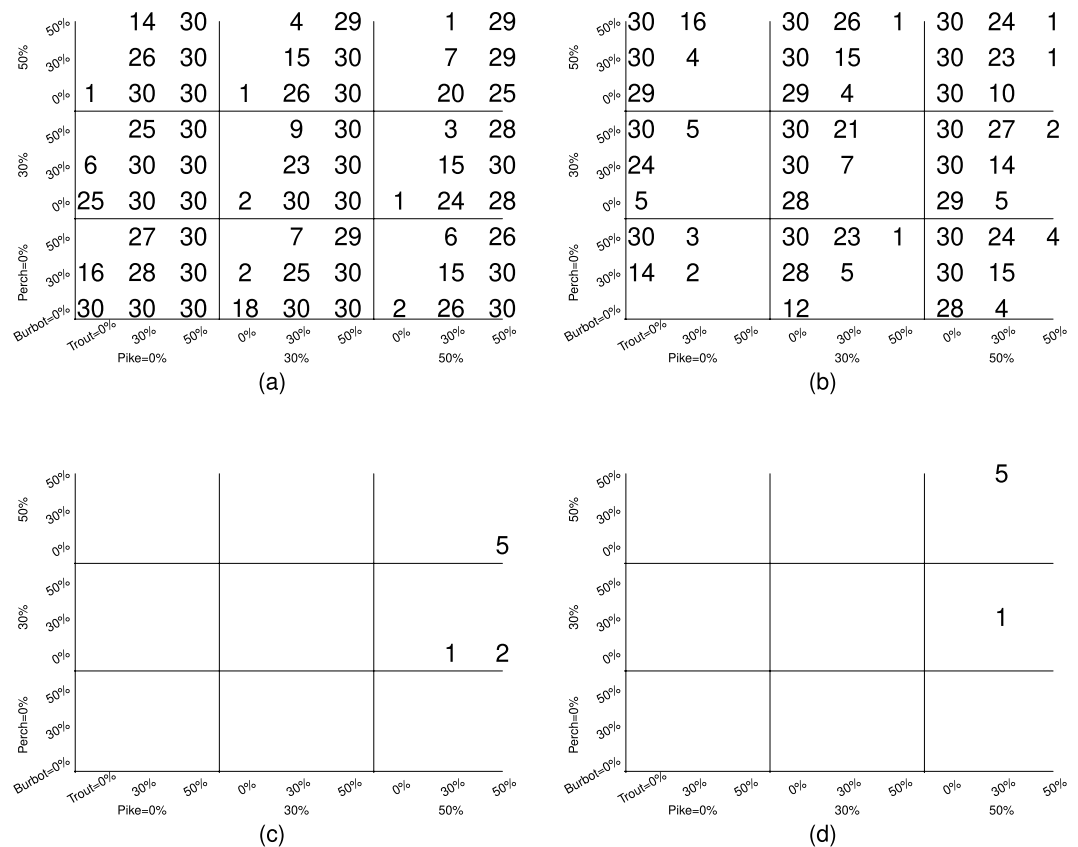 50% 14 30 4 29 1 29
50% 30% 26 30 15 30 7 29
0% 1 30 30 1 26 30 20 25
50% 25 30 9 30 3 28
30% 30% 6 30 30 23 30 15 30
0% 25 30 30 2 30 30 1 24 28
50% 27 30 7 29 6 26
Perch=0% 30% 16 28 30 2 25 30 15 30
Burbot=0% 30 30 30 18 30 30 2 26 30
Trout=0% 30% 50% 0% 30% 50% 0% 30% 50%
Pike=0% 30% 50%
(a)
50% 30 16 30 26 1 30 24 1
50% 30% 30 4 30 15 30 23 1
0% 29 29 4 30 10
50% 30 5 30 21 30 27 2
30% 30% 24 30 7 30 14
0% 5 28 29 5
50% 30 3 30 23 1 30 24 4
Perch=0% 30% 14 2 28 5 30 15
Burbot=0% 12 28 4
Trout=0% 30% 50% 0% 30% 50% 0% 30% 50%
Pike=0% 30% 50%
(b)
50%
50% 30%
0% 5
50%
30% 30%
0% 1 2
50%
Perch=0% 30%
Burbot=0%
Trout=0% 30% 50% 0% 30% 50% 0% 30% 50%
Pike=0% 30% 50%
(c)
50% 5
50% 30%
0%
50%
30% 30% 1
0%
50%
Perch=0% 30%
Burbot=0%
Trout=0% 30% 50% 0% 30% 50% 0% 30% 50%
Pike=0% 30% 50%
(d)